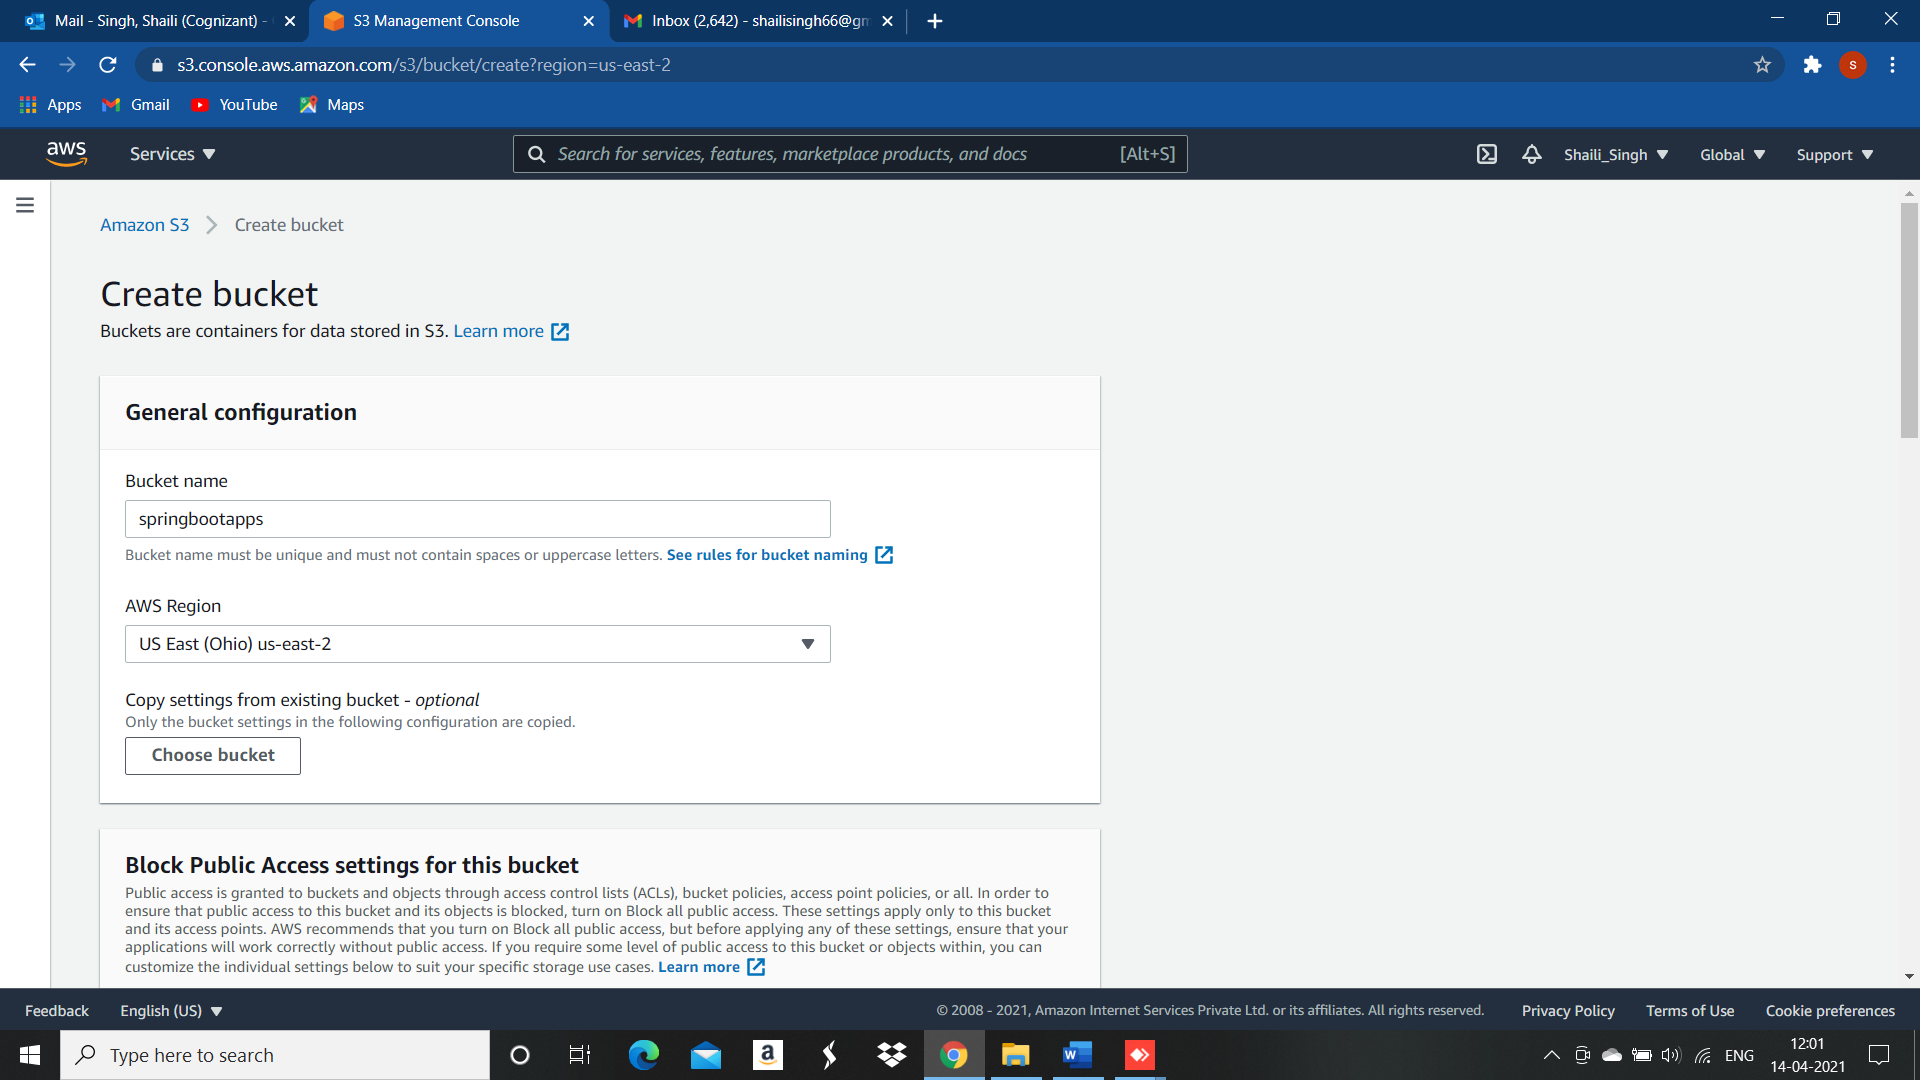 Mail - Singh, Shaili (Cognizant) -
S3 Management Console
Inbox (2,642) - shailisingh66@gm
s3.console.aws.amazon.com/s3/bucket/create?region=us-east-2
S
Apps
Gmail
YouTube
Maps
aws
Services
Search for services, features, marketplace products, and docs
[Alt+S]
Shaili_Singh
Global
Support
Amazon S3
Create bucket
Create bucket
Buckets are containers for data stored in S3. Learn more
General configuration
Bucket name
springbootapps
Bucket name must be unique and must not contain spaces or uppercase letters. See rules for bucket naming
AWS Region
US East (Ohio) us-east-2
Copy settings from existing bucket - optional
Only the bucket settings in the following configuration are copied.
Choose bucket
Block Public Access settings for this bucket
Public access is granted to buckets and objects through access control lists (ACLs), bucket policies, access point policies, or all. In order to
ensure that public access to this bucket and its objects is blocked, turn on Block all public access. These settings apply only to this bucket
and its access points. AWS recommends that you turn on Block all public access, but before applying any of these settings, ensure that your
applications will work correctly without public access. If you require some level of public access to this bucket or objects within, you can
customize the individual settings below to suit your specific storage use cases. Learn more
Feedback
English (US)
© 2008 - 2021, Amazon Internet Services Private Ltd. or its affiliates. All rights reserved.
Privacy Policy
Terms of Use
Cookie preferences
Type here to search
ENG
12:01
14-04-2021